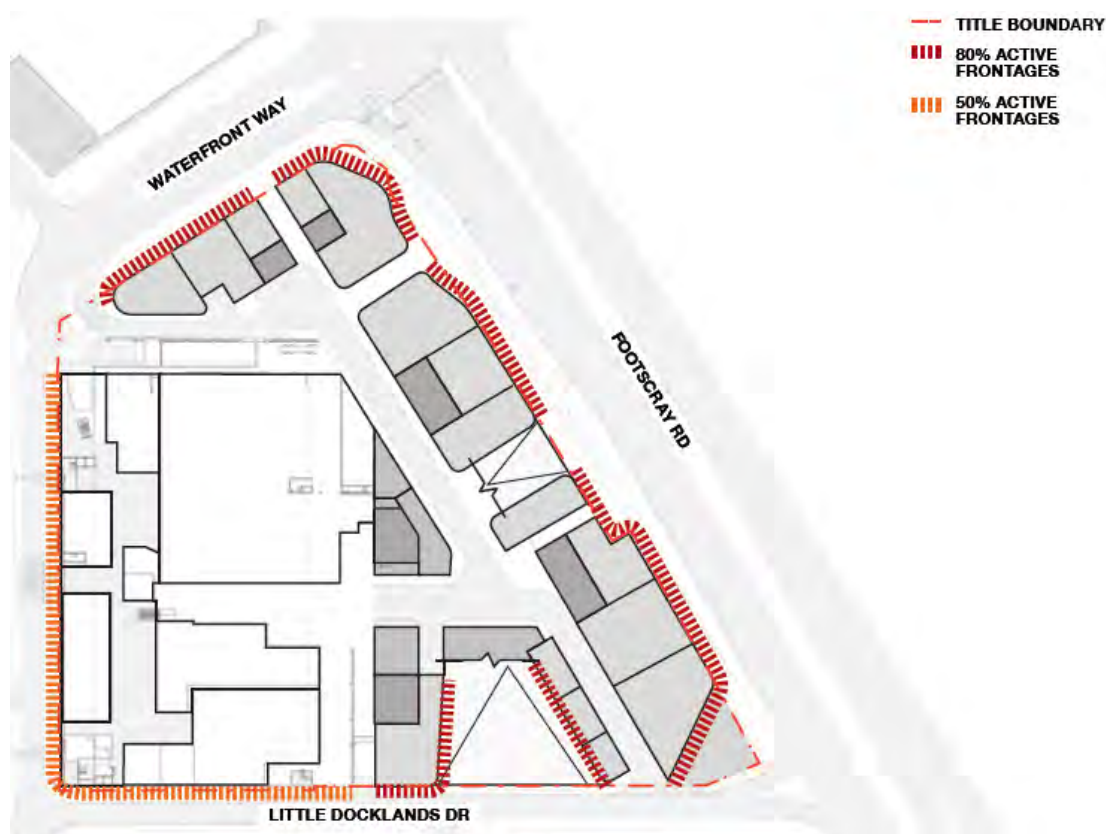 TITLE BOUNDARY
80% ACTIVE
FRONTAGES
50% ACTIVE
FRONTAGES
WATERFRONT WAY
FOOTSCRAY RD
LITTLE DOCKLANDS DR